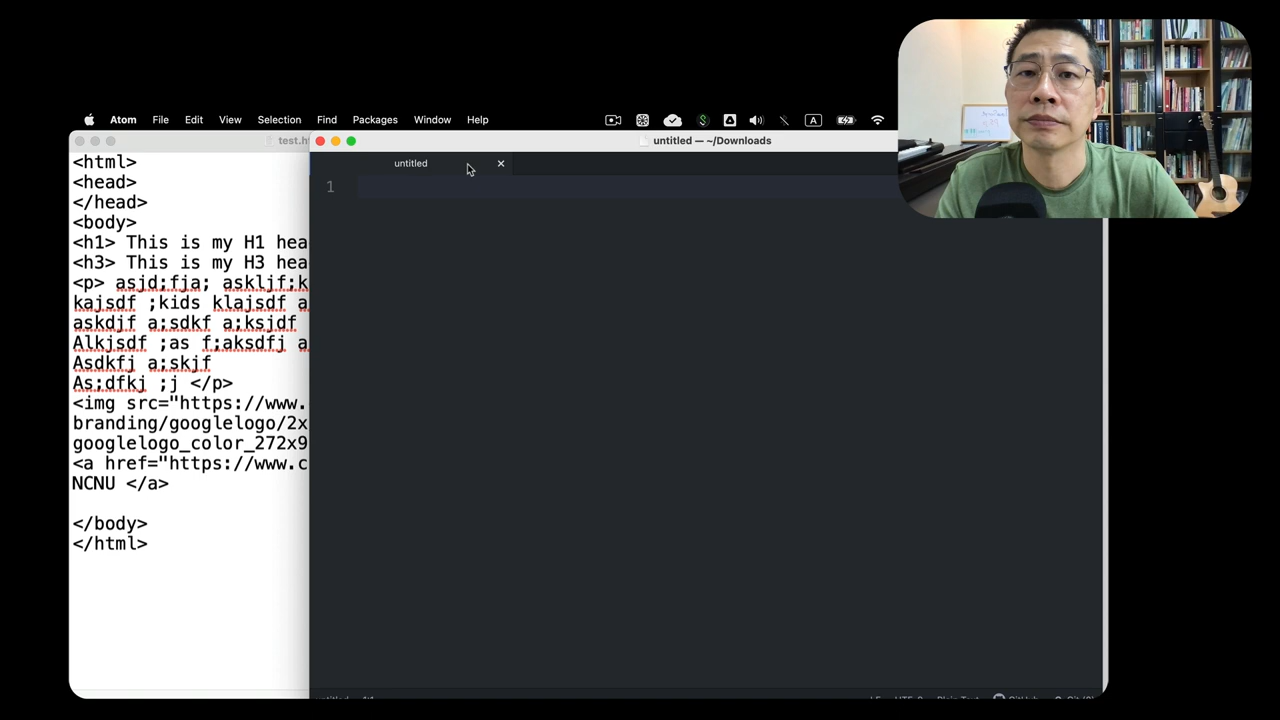 Atom File Edit View Selection Find Packages Window Help
untitled — ~/Downloads
untitled
1
<html>
<head>
</head>
<body>
<h1> This is my H1 hea
<h3> This is my H3 hea
<p> asjd;fja; askljf;k
kajsdf ;kids klajsdf a
askdjf a;sdkf a;ksjdf
Alkjsdf ;as f;aksdfj a
Asdkfj a;skjf
As;dfkj ;j </p>
<img src="https://www.
branding/googlelogo/2x
googlelogo_color_272x9
<a href="https://www.c
NCNU </a>
</body>
</html>